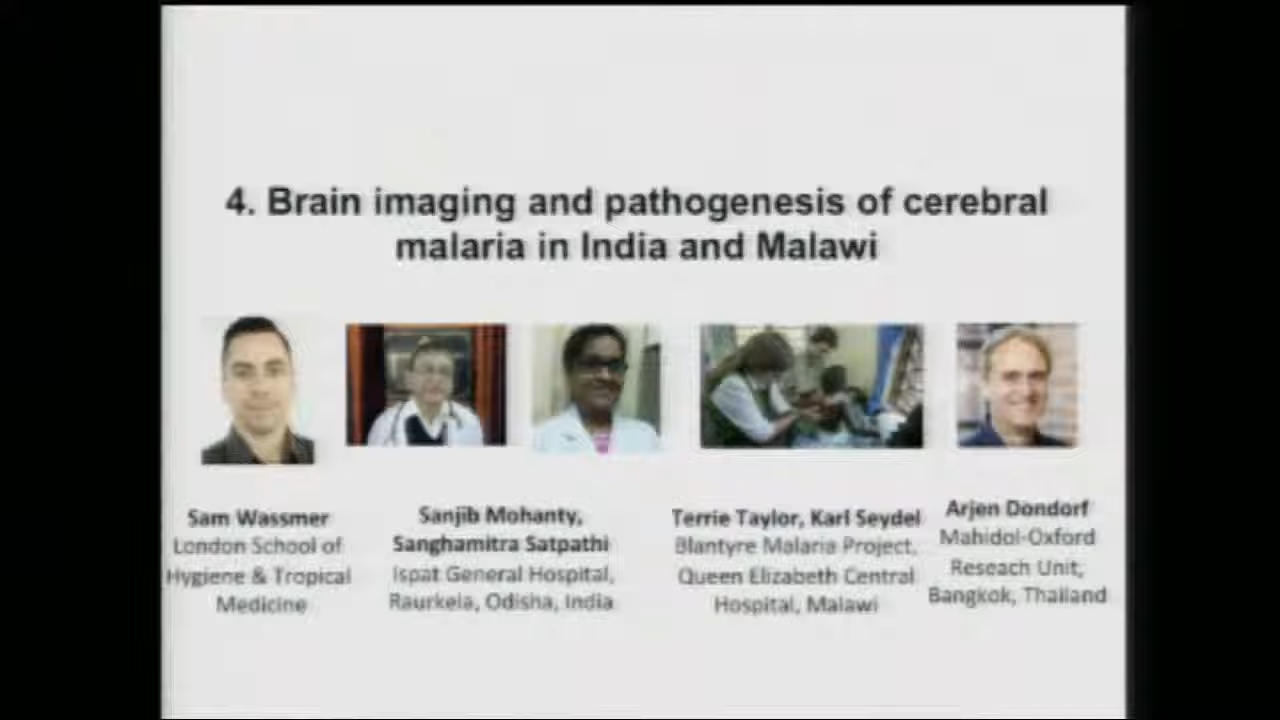 4. Brain imaging and pathogenesis of cerebral
malaria in India and Malawi
Sam Wassmer
London School of
Hygiene & Tropical
Medicine
Sanjib Mohanty,
Sanghamitra Satpathi
Ispat General Hospital,
Raurkela, Odisha, India
Terrie Taylor, Karl Seydel
Blantyre Malaria Project,
Queen Elizabeth Central
Hospital, Malawi
Arjen Dondorf
Mahidol-Oxford
Reseach Unit,
Bangkok, Thailand